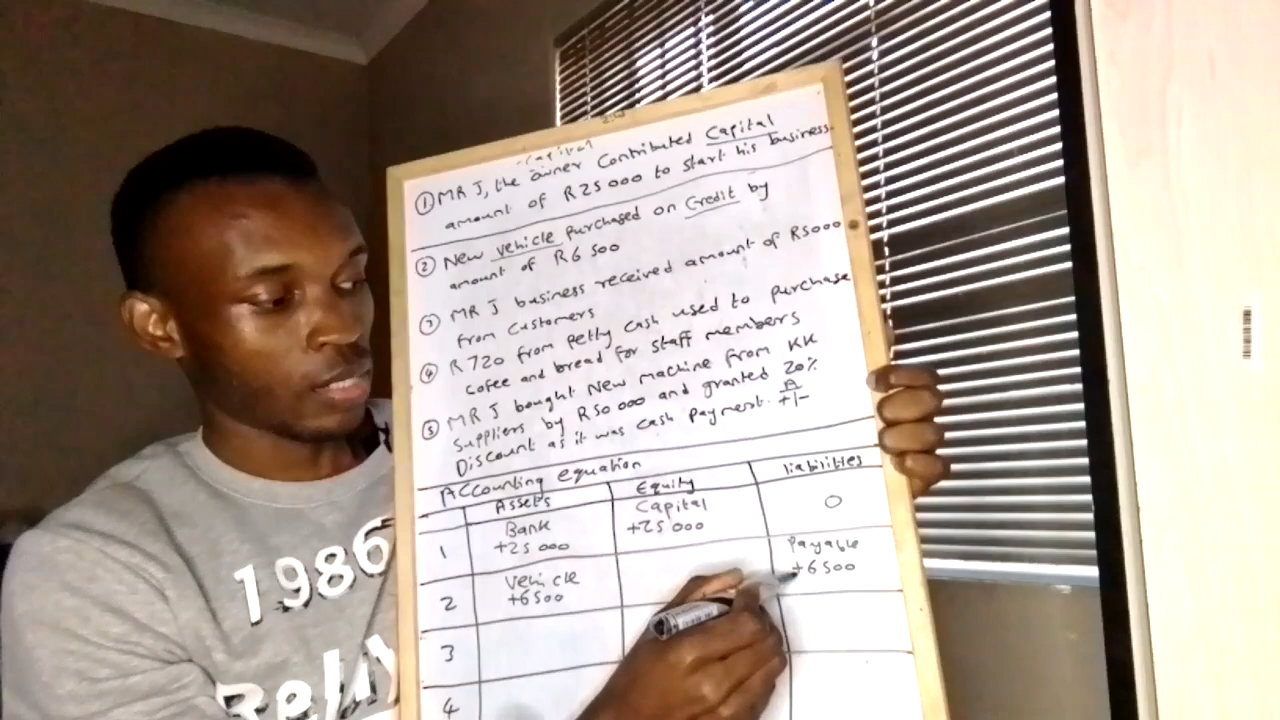 Capital
① MR J, the owner Contributed Capital
amount of R25 000 to start his business.
② New vehicle purchased on Credit by
amount of R6 500
③ MR J business received amount of R5000
from Customers
④ R720 from Petty Cash used to purchase
Cofee and bread for staff members
⑤ MR J bought New machine from KK
Suppliers by R50 000 and granted 20%
Discount as it was cash Payment.
A
+/-
Accounting equation
Assets Equity liabilities
1 Bank Capital 0
+25 000 +25 000
2 Vehicle Payable
+6500 +6500
3
4
1986